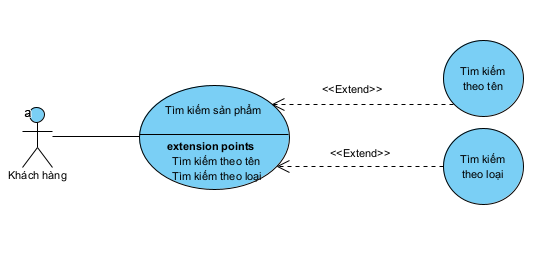 a
Khách hàng
Tìm kiếm sản phẩm
extension points
Tìm kiếm theo tên
Tìm kiếm theo loại
<<Extend>>
<<Extend>>
Tìm kiếm
theo tên
Tìm kiếm
theo loại